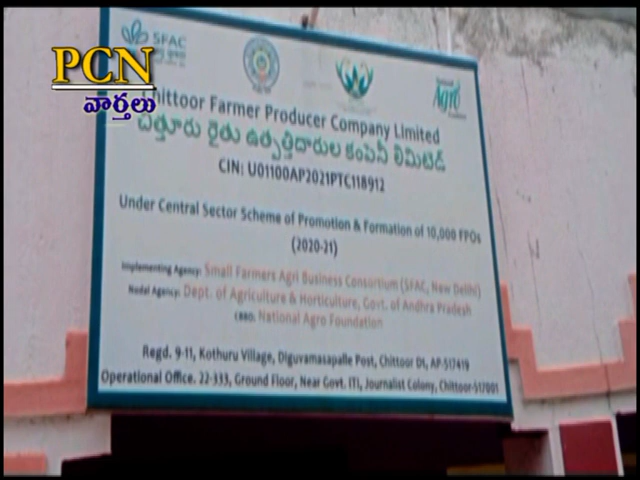 SFAC
PCN
వార్తలు
Agro
Chittoor Farmer Producer Company Limited
చిత్తూరు రైతు ఉత్పత్తిదారుల కంపెనీ లిమిటెడ్
CIN: U01100AP2021PTC118912
Under Central Sector Scheme of Promotion & Formation of 10,000 FPOs
(2020-21)
Implementing Agency: Small Farmers Agri Business Consortium (SFAC, New Delhi)
Nodal Agency: Dept. of Agriculture & Horticulture, Govt. of Andhra Pradesh
CBBO: National Agro Foundation
Regd. 9-11, Kothuru Village, Diguvamasapalle Post, Chittoor Dt, AP-517419
Operational Office. 22-333, Ground Floor, Near Govt. ITI, Journalist Colony, Chittoor-517001